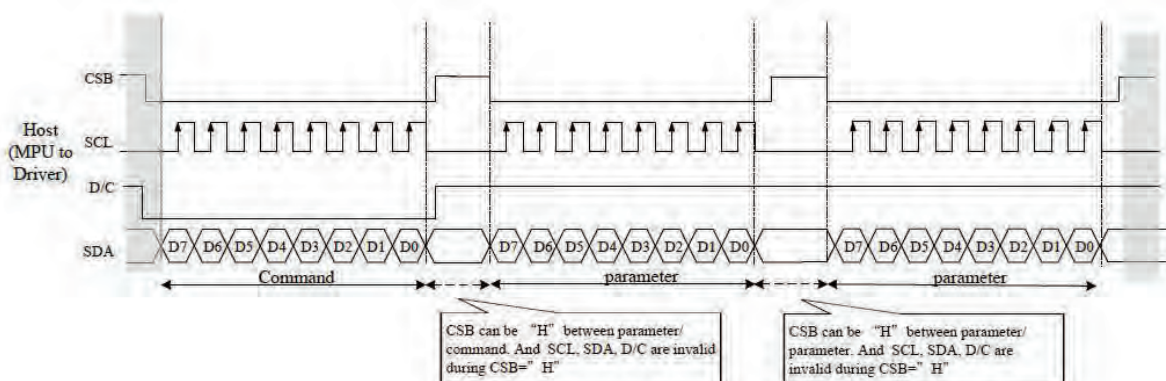 CSB
Host
(MPU to
Driver)
SCL
D/C
SDA
D7 D6 D5 D4 D3 D2 D1 D0 D7 D6 D5 D4 D3 D2 D1 D0 D7 D6 D5 D4 D3 D2 D1 D0
Command parameter parameter
CSB can be “H” between parameter/
command. And SCL, SDA, D/C are invalid
during CSB=”H”
CSB can be “H” between parameter/
parameter. And SCL, SDA, D/C are
invalid during CSB=”H”